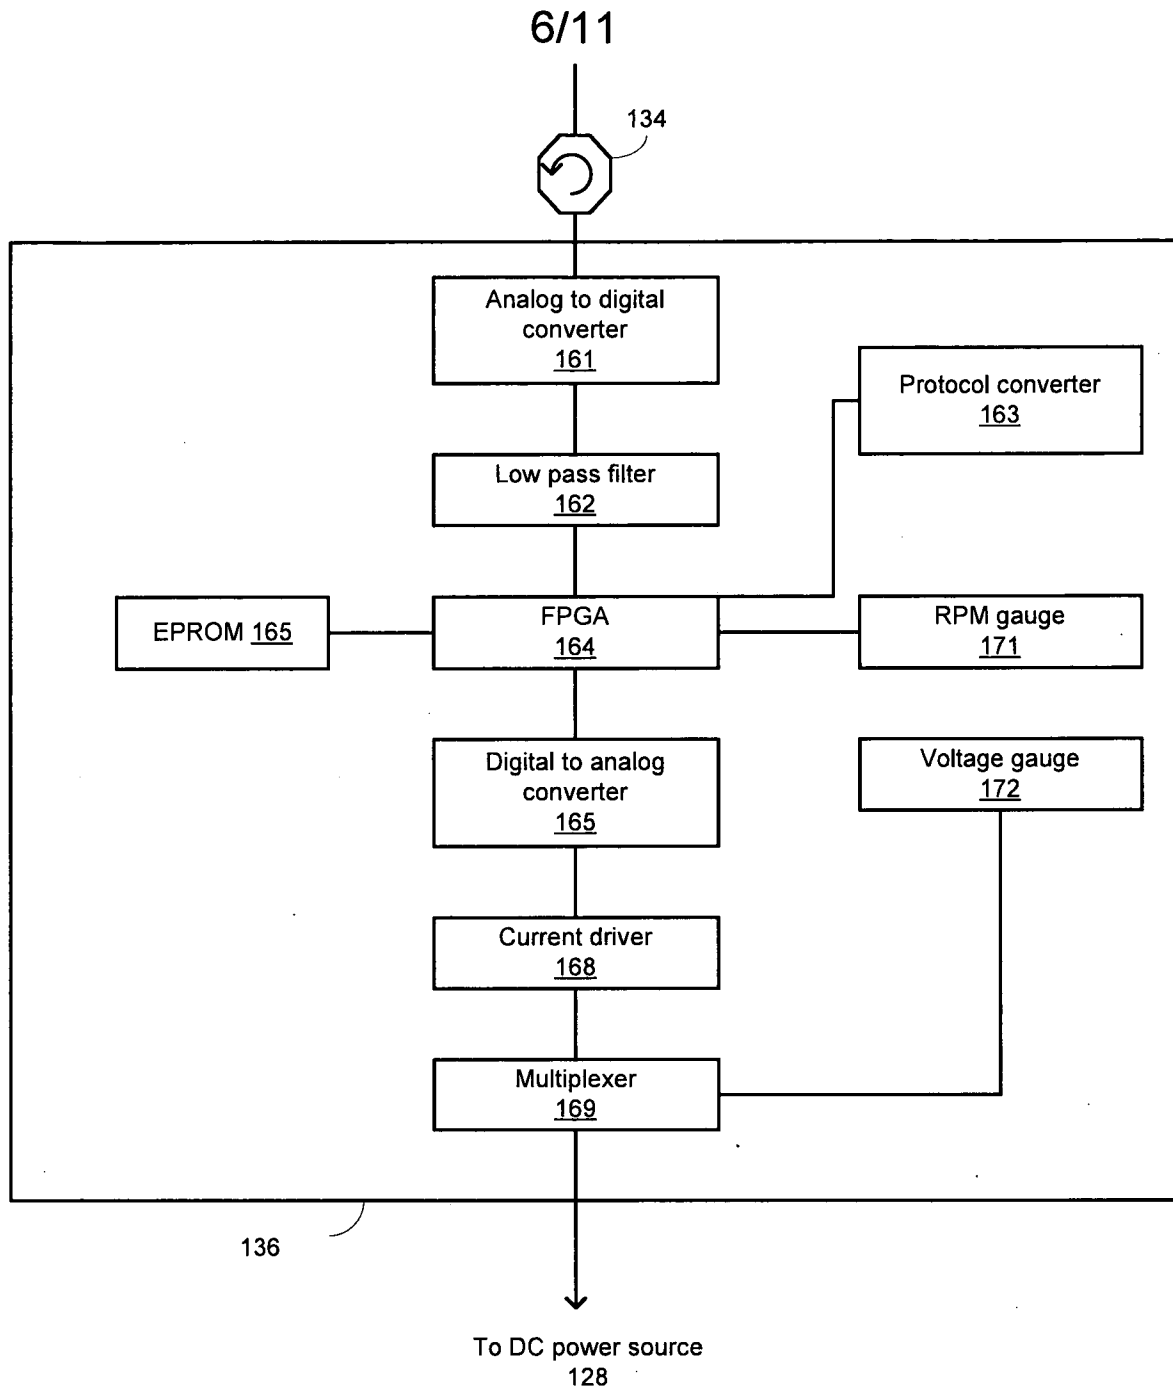 6/11
134
Analog to digital
converter
161
Protocol converter
163
Low pass filter
162
EPROM 165
FPGA
164
RPM gauge
171
Digital to analog
converter
165
Voltage gauge
172
Current driver
168
Multiplexer
169
136
To DC power source
128